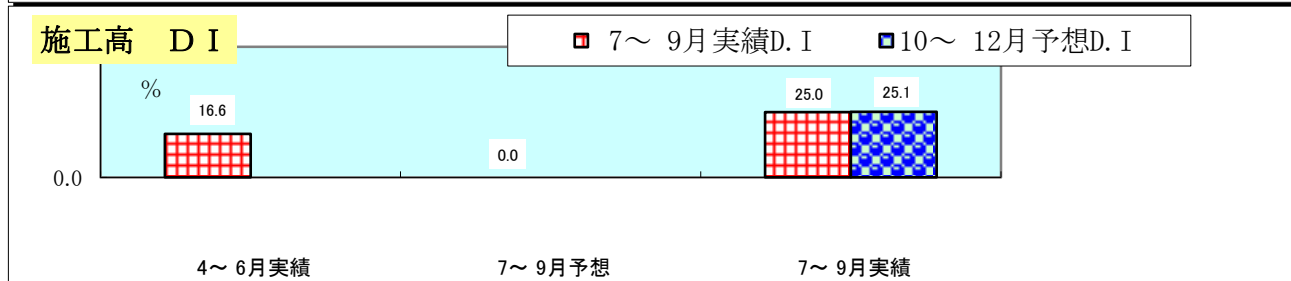 施工高　ＤＩ
7～ 9月実績D.I
10～ 12月予想D.I
%
16.6
0.0
25.0
25.1
0.0
4～ 6月実績
7～ 9月予想
7～ 9月実績